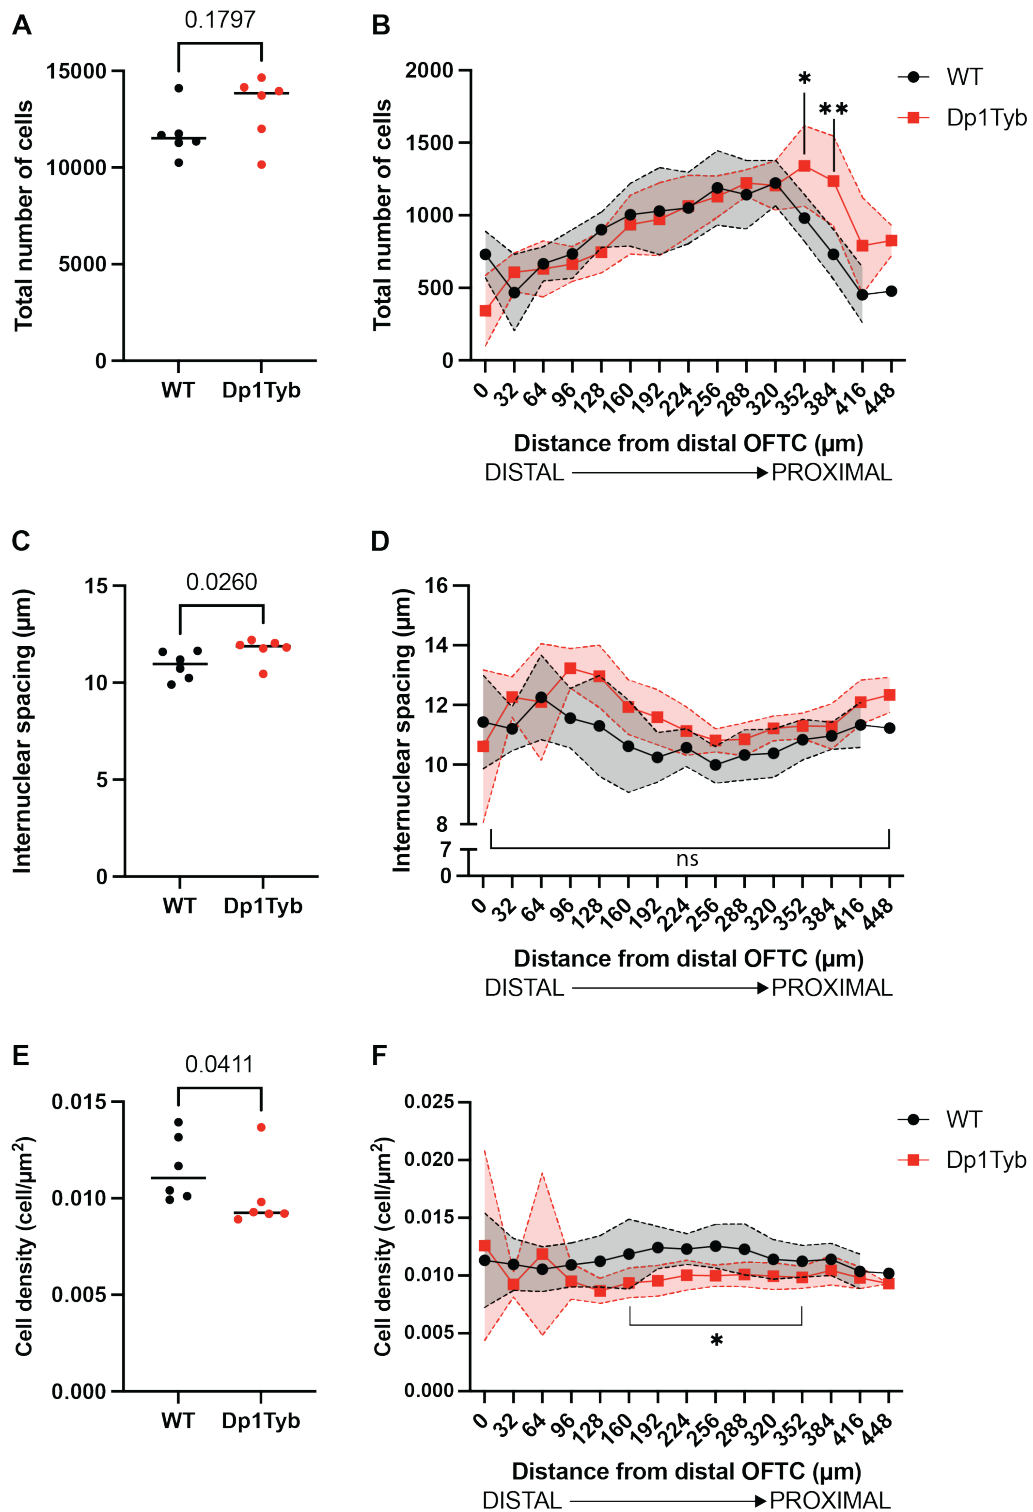 A
0.1797
15000
10000
5000
0
Total number of cells
WT
Dp1Tyb
B
2000
1500
1000
500
0
Total number of cells
*
**
WT
Dp1Tyb
0 32 64 96 128 160 192 224 256 288 320 352 384 416 448
Distance from distal OFTC (µm)
DISTAL PROXIMAL
C
0.0260
15
10
5
0
Internuclear spacing (µm)
WT
Dp1Tyb
D
16
14
12
10
8
7
0
Internuclear spacing (µm)
ns
0 32 64 96 128 160 192 224 256 288 320 352 384 416 448
Distance from distal OFTC (µm)
DISTAL PROXIMAL
E
0.0411
0.015
0.010
0.005
0.000
Cell density (cell/µm²)
WT
Dp1Tyb
F
0.025
0.020
0.015
0.010
0.005
0.000
Cell density (cell/µm²)
*
WT
Dp1Tyb
0 32 64 96 128 160 192 224 256 288 320 352 384 416 448
Distance from distal OFTC (µm)
DISTAL PROXIMAL